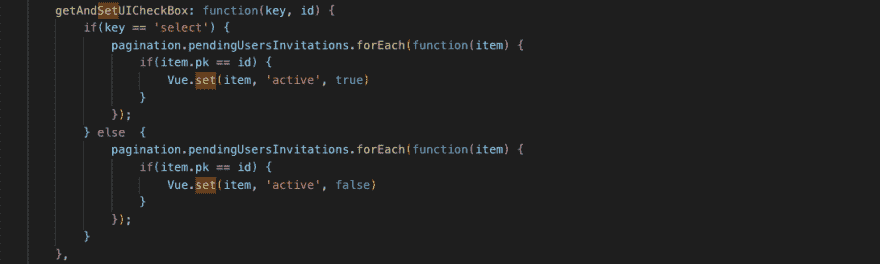 getAndSetUICheckBox: function(key, id) {
    if(key == 'select') {
        pagination.pendingUsersInvitations.forEach(function(item) {
            if(item.pk == id) {
                Vue.set(item, 'active', true)
            }
        });
    } else  {
        pagination.pendingUsersInvitations.forEach(function(item) {
            if(item.pk == id) {
                Vue.set(item, 'active', false)
            }
        });
    }
},